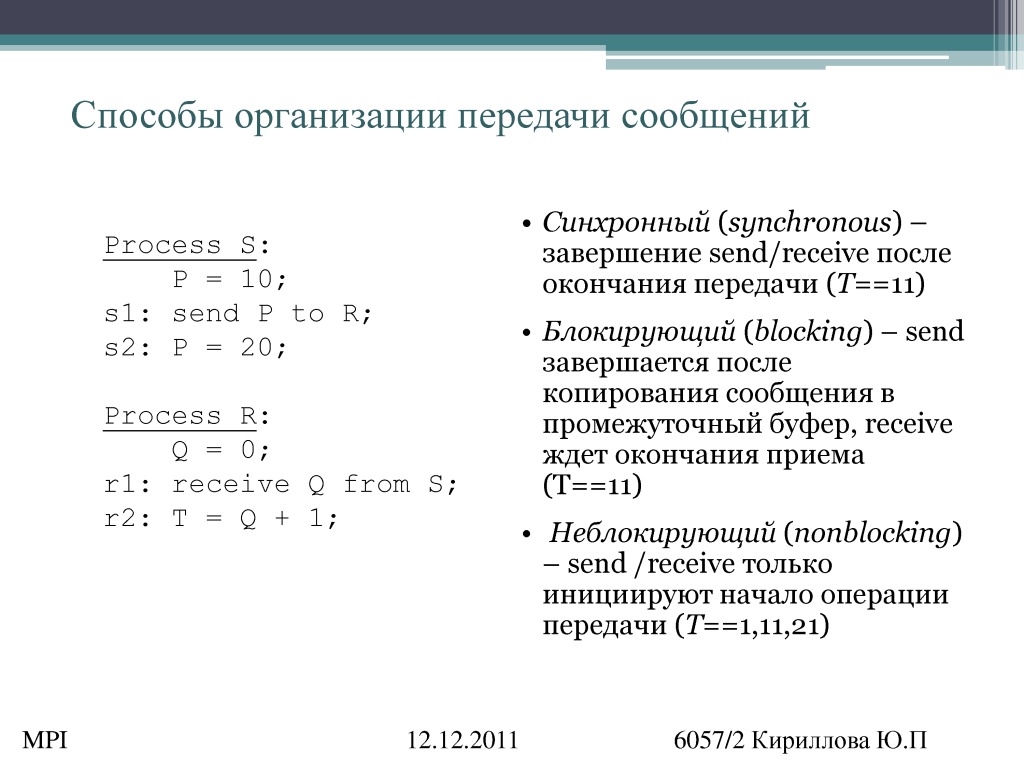 Способы организации передачи сообщений
Process S:
P = 10;
s1: send P to R;
s2: P = 20;
Process R:
Q = 0;
r1: receive Q from S;
r2: T = Q + 1;
• Синхронный (synchronous) –
завершение send/receive после
окончания передачи (T==11)
• Блокирующий (blocking) – send
завершается после
копирования сообщения в
промежуточный буфер, receive
ждет окончания приема
(T==11)
• Неблокирующий (nonblocking)
– send /receive только
инициируют начало операции
передачи (T==1,11,21)
MPI 12.12.2011 6057/2 Кириллова Ю.П